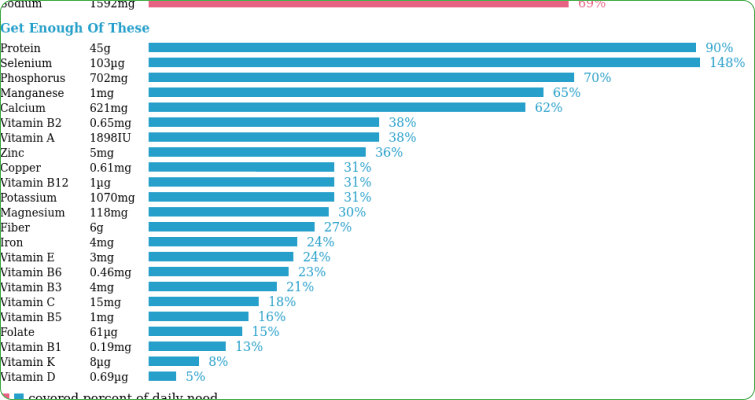 Sodium 1592mg 69%
Get Enough Of These
Protein 45g 90%
Selenium 103µg 148%
Phosphorus 702mg 70%
Manganese 1mg 65%
Calcium 621mg 62%
Vitamin B2 0.65mg 38%
Vitamin A 1898IU 38%
Zinc 5mg 36%
Copper 0.61mg 31%
Vitamin B12 1µg 31%
Potassium 1070mg 31%
Magnesium 118mg 30%
Fiber 6g 27%
Iron 4mg 24%
Vitamin E 3mg 24%
Vitamin B6 0.46mg 23%
Vitamin B3 4mg 21%
Vitamin C 15mg 18%
Vitamin B5 1mg 16%
Folate 61µg 15%
Vitamin B1 0.19mg 13%
Vitamin K 8µg 8%
Vitamin D 0.69µg 5%
covered percent of daily need